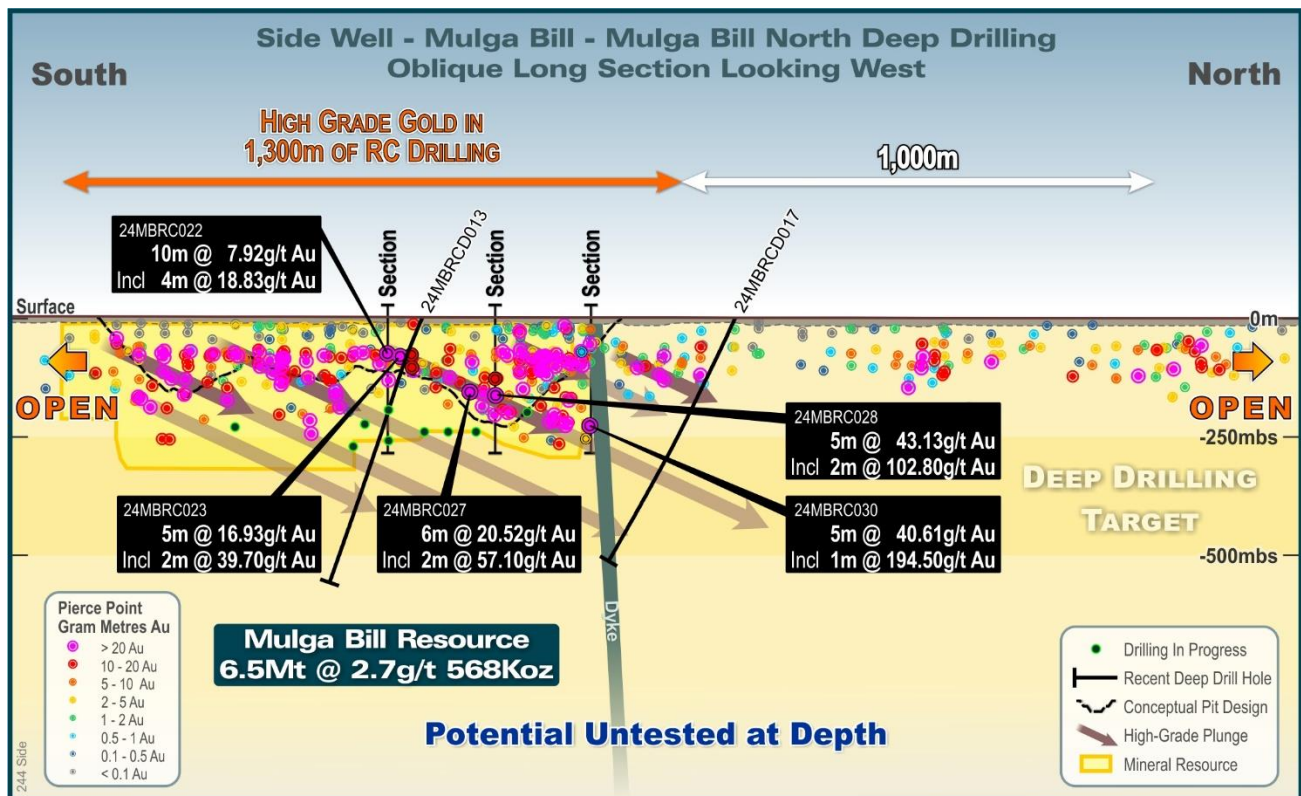 Side Well - Mulga Bill - Mulga Bill North Deep Drilling
Oblique Long Section Looking West
South
North
HIGH GRADE GOLD IN
1,300m OF RC DRILLING
1,000m
24MBRC022
10m @ 7.92g/t Au
Incl 4m @ 18.83g/t Au
Section
24MBRCD013
Section
Section
24MBRCD017
Surface
0m
OPEN
OPEN
-250mbs
24MBRC028
5m @ 43.13g/t Au
Incl 2m @ 102.80g/t Au
DEEP DRILLING
TARGET
24MBRC023
5m @ 16.93g/t Au
Incl 2m @ 39.70g/t Au
24MBRC027
6m @ 20.52g/t Au
Incl 2m @ 57.10g/t Au
24MBRC030
5m @ 40.61g/t Au
Incl 1m @ 194.50g/t Au
-500mbs
Dyke
Pierce Point
Gram Metres Au
> 20 Au
10 - 20 Au
5 - 10 Au
2 - 5 Au
1 - 2 Au
0.5 - 1 Au
0.1 - 0.5 Au
< 0.1 Au
Mulga Bill Resource
6.5Mt @ 2.7g/t 568Koz
Potential Untested at Depth
Drilling In Progress
Recent Deep Drill Hole
Conceptual Pit Design
High-Grade Plunge
Mineral Resource
244 Side